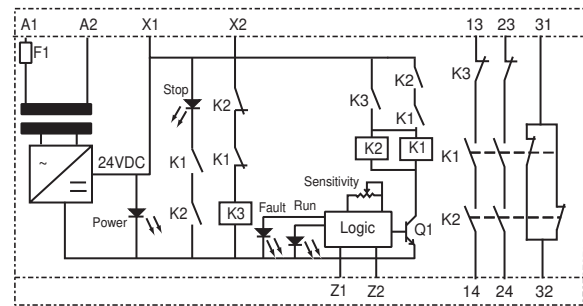 A1 A2 X1 X2 13 23 31
F1
K3
Stop
K2 K3 K2
K1
K2 K1
24VDC
~
K1 K1 K1
Sensitivity
K2 K3 K2
Power Fault Run
Logic Q1
Z1 Z2 14 24 32